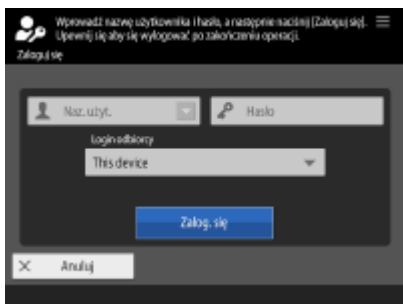 Wprowadź nazwę użytkownika i hasło, a następnie naciśnij [Zaloguj się].
Upewnij się aby się wylogować po zakończeniu operacji.
Zaloguj się
Naz. użyt.
Hasło
Login odbiorcy
This device
Zalog. się
Anuluj